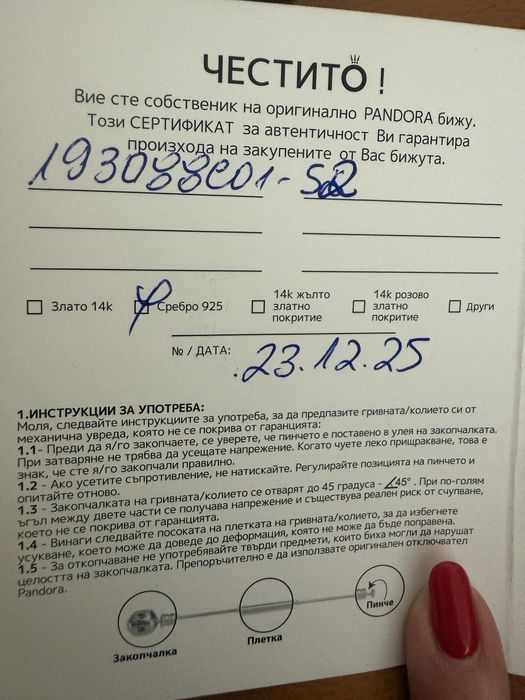 ЧЕСТИТО !
Вие сте собственик на оригинално PANDORA бижу.
Този СЕРТИФИКАТ за автентичност Ви гарантира
произхода на закупените от Вас бижута.
193088C01-S2
Злато 14k
Сребро 925
14k жълто
златно
покритие
14k розово
златно
покритие
Други
№ / ДАТА:
23.12.25
1.ИНСТРУКЦИИ ЗА УПОТРЕБА:
Моля, следвайте инструкциите за употреба, за да предпазите гривната/колието си от
механична увреда, която не се покрива от гаранцията:
1.1- Преди да я/го закопчаете, се уверете, че пинчето е поставено в улея на закопчалката.
При затваряне не трябва да усещате напрежение. Когато чуете леко прищракване, това е
знак, че сте я/го закопчали правилно.
1.2 - Ако усетите съпротивление, не натискайте. Регулирайте позицията на пинчето и
опитайте отново.
1.3 - Закопчалката на гривната/колието се отварят до 45 градуса - ∠45° . При по-голям
ъгъл между двете части се получава напрежение и съществува реален риск от счупване,
което не се покрива от гаранцията.
1.4 - Винаги следвайте посоката на плетката на гривната/колието, за да избегнете
усукване, което може да доведе до деформация, която не може да бъде поправена.
1.5 - За откопчаване не употребявайте твърди предмети, които биха могли да нарушат
целостта на закопчалката. Препоръчително е да използвате оригинален отключвател
Pandora.
Закопчалка
Плетка
Пинче